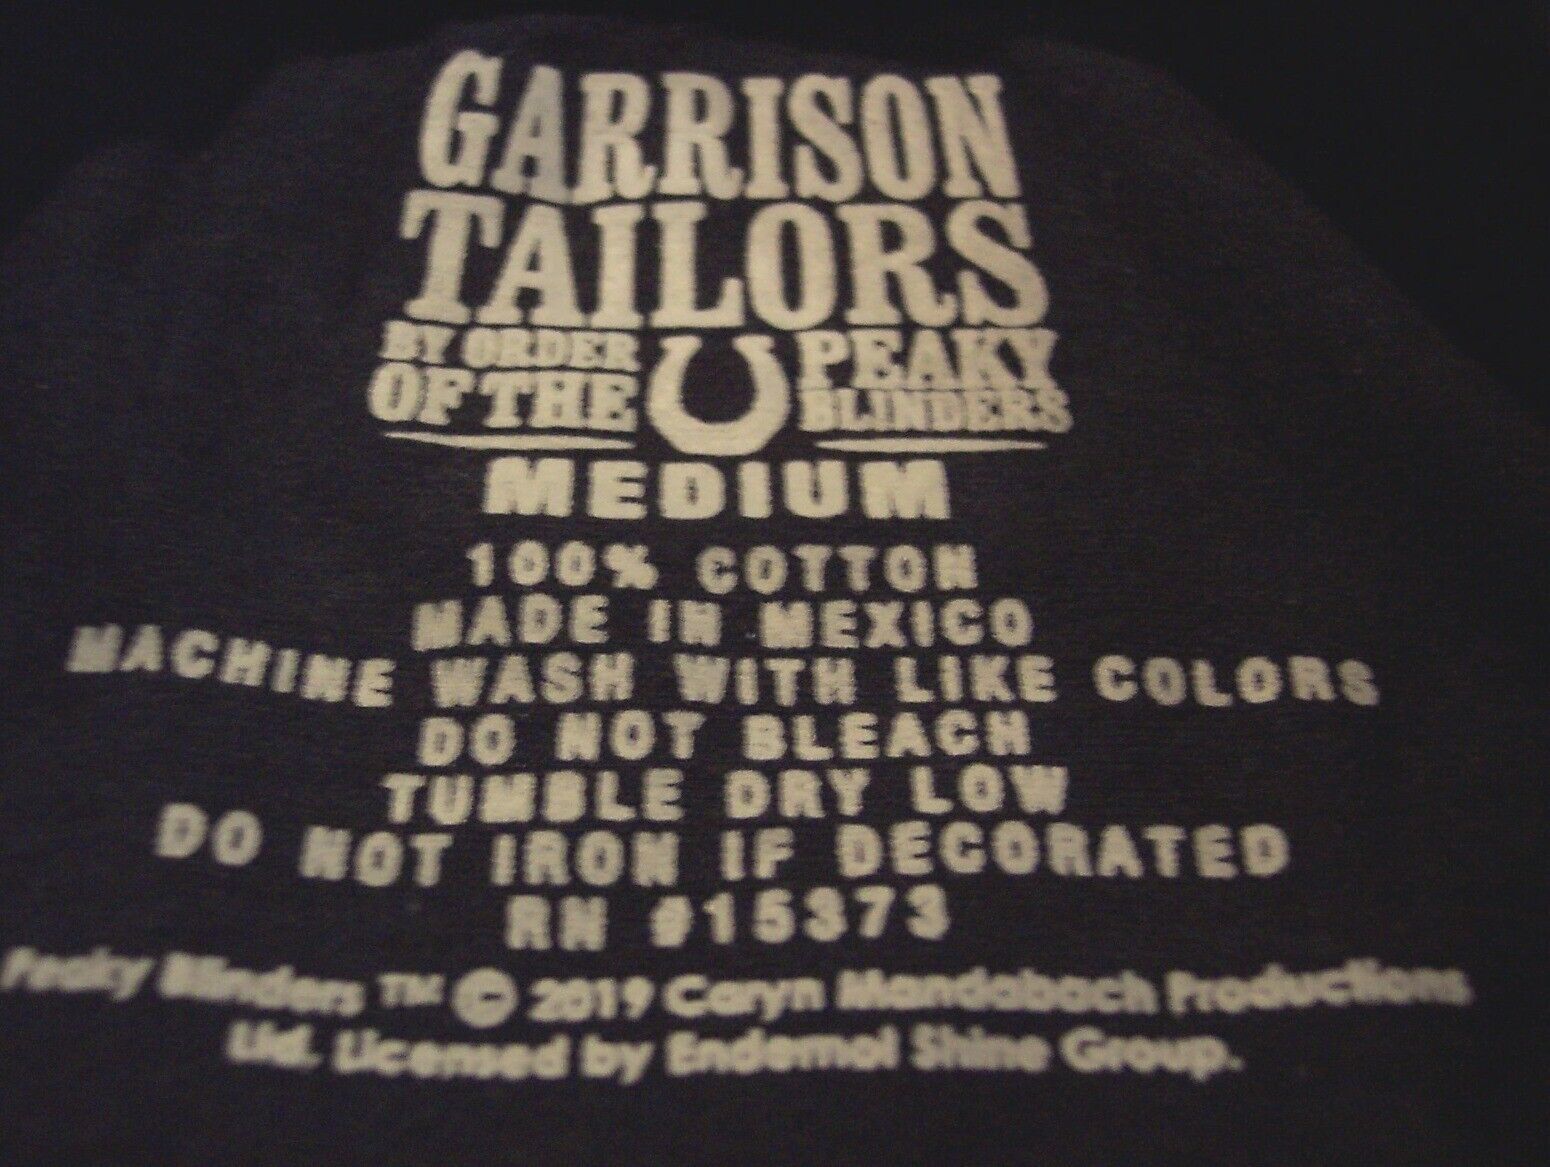 GARRISON
TAILORS
BY ORDER
OF THE
PEAKY
BLINDERS
MEDIUM
100% COTTON
MADE IN MEXICO
MACHINE WASH WITH LIKE COLORS
DO NOT BLEACH
TUMBLE DRY LOW
DO NOT IRON IF DECORATED
RN #15373
Peaky Blinders ™ © 2019 Caryn Mandabach Productions
Ltd. Licensed by Endemol Shine Group.